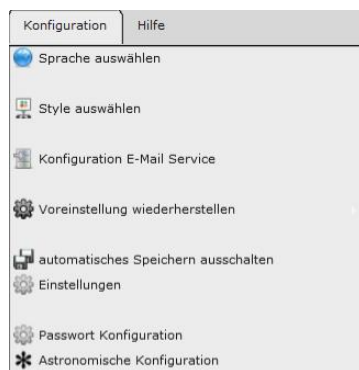 Konfiguration Hilfe
Sprache auswählen
Style auswählen
Konfiguration E-Mail Service
Voreinstellung wiederherstellen
automatisches Speichern ausschalten
Einstellungen
Passwort Konfiguration
Astronomische Konfiguration